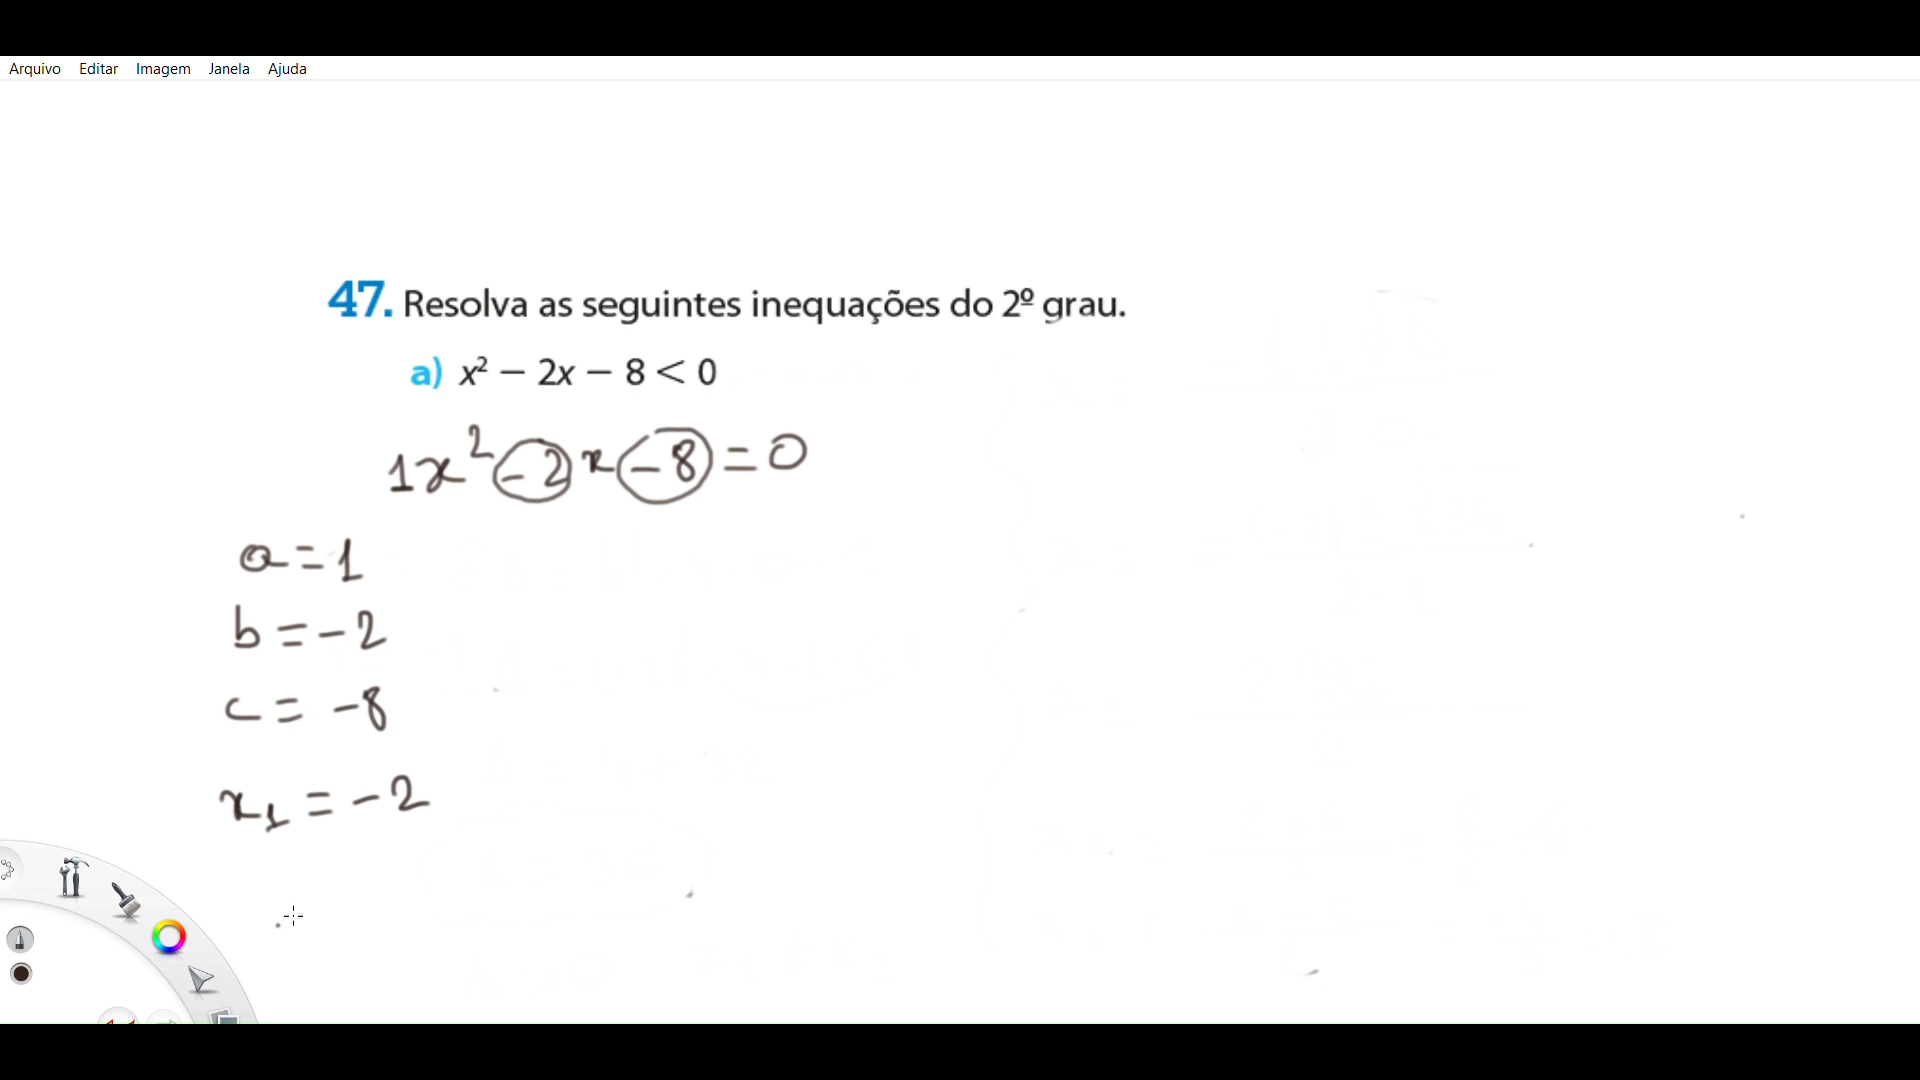 Arquivo Editar Imagem Janela Ajuda
47. Resolva as seguintes inequações do 2º grau.
a) x² − 2x − 8 < 0
1x² −2x −8 = 0
a = 1
b = −2
c = −8
x₁ = −2